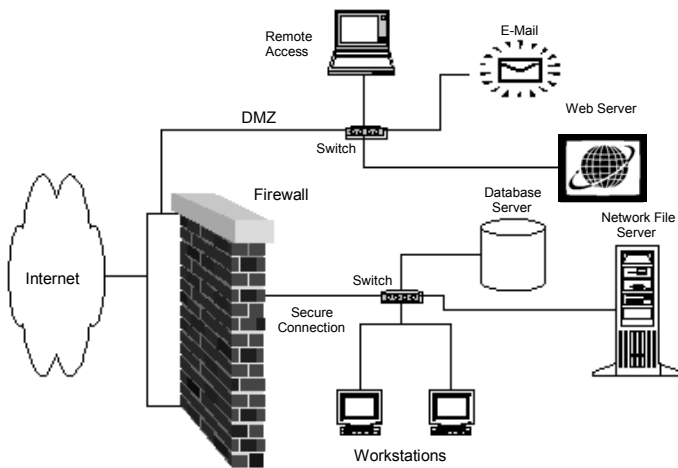 Remote
Access
E-Mail
Web Server
DMZ
Switch
Firewall
Database
Server
Network File
Server
Internet
Switch
Secure
Connection
Workstations